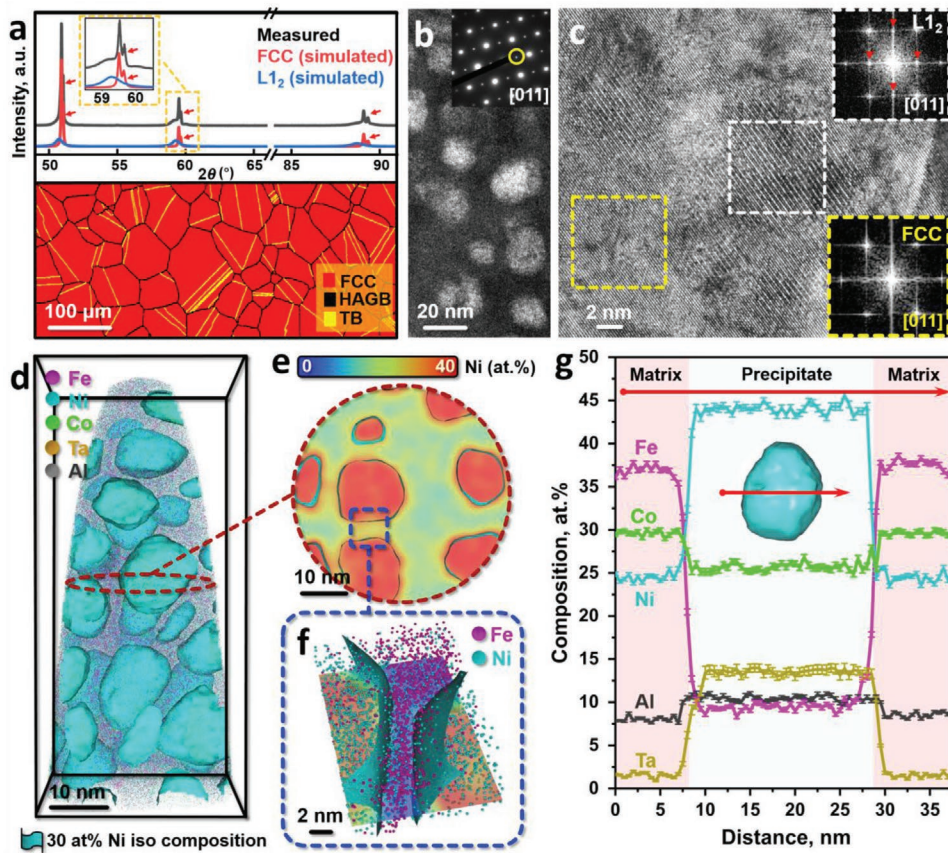 a
Intensity, a.u.
Measured
FCC (simulated)
L1₂ (simulated)
59 60
50 55 60 85 90
2θ (°)
100 μm
FCC
HAGB
TB
b
[011]
20 nm
c
L1₂
[011]
FCC
[011]
2 nm
d
Fe
Ni
Co
Ta
Al
10 nm
30 at% Ni iso composition
e
0 40 Ni (at.%)
10 nm
f
Fe
Ni
2 nm
g
Composition, at.%
50
45
40
35
30
25
20
15
10
5
0
Matrix Precipitate Matrix
Fe
Co
Ni
Al
Ta
0 5 10 15 20 25 30 35
Distance, nm